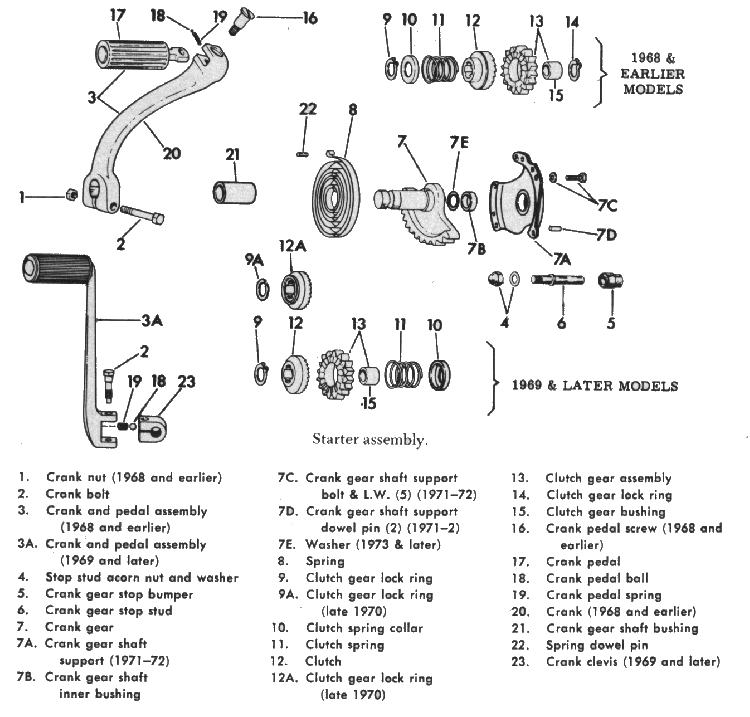 17
18
19
16
9
10
11
12
13
14
15
1968 &
EARLIER
MODELS
3
20
22
8
7
7E
21
1
2
7B
7C
7D
7A
9A
12A
4
6
5
3A
9
12
13
11
10
2
19
18
23
15
1969 & LATER MODELS
Starter assembly.
1. Crank nut (1968 and earlier)
2. Crank bolt
3. Crank and pedal assembly
(1968 and earlier)
3A. Crank and pedal assembly
(1969 and later)
4. Stop stud acorn nut and washer
5. Crank gear stop bumper
6. Crank gear stop stud
7. Crank gear
7A. Crank gear shaft
support (1971–72)
7B. Crank gear shaft
inner bushing
7C. Crank gear shaft support
bolt & L.W. (5) (1971–72)
7D. Crank gear shaft support
dowel pin (2) (1971–2)
7E. Washer (1973 & later)
8. Spring
9. Clutch gear lock ring
9A. Clutch gear lock ring
(late 1970)
10. Clutch spring collar
11. Clutch spring
12. Clutch
12A. Clutch gear lock ring
(late 1970)
13. Clutch gear assembly
14. Clutch gear lock ring
15. Clutch gear bushing
16. Crank pedal screw (1968 and
earlier)
17. Crank pedal
18. Crank pedal ball
19. Crank pedal spring
20. Crank (1968 and earlier)
21. Crank gear shaft bushing
22. Spring dowel pin
23. Crank clevis (1969 and later)